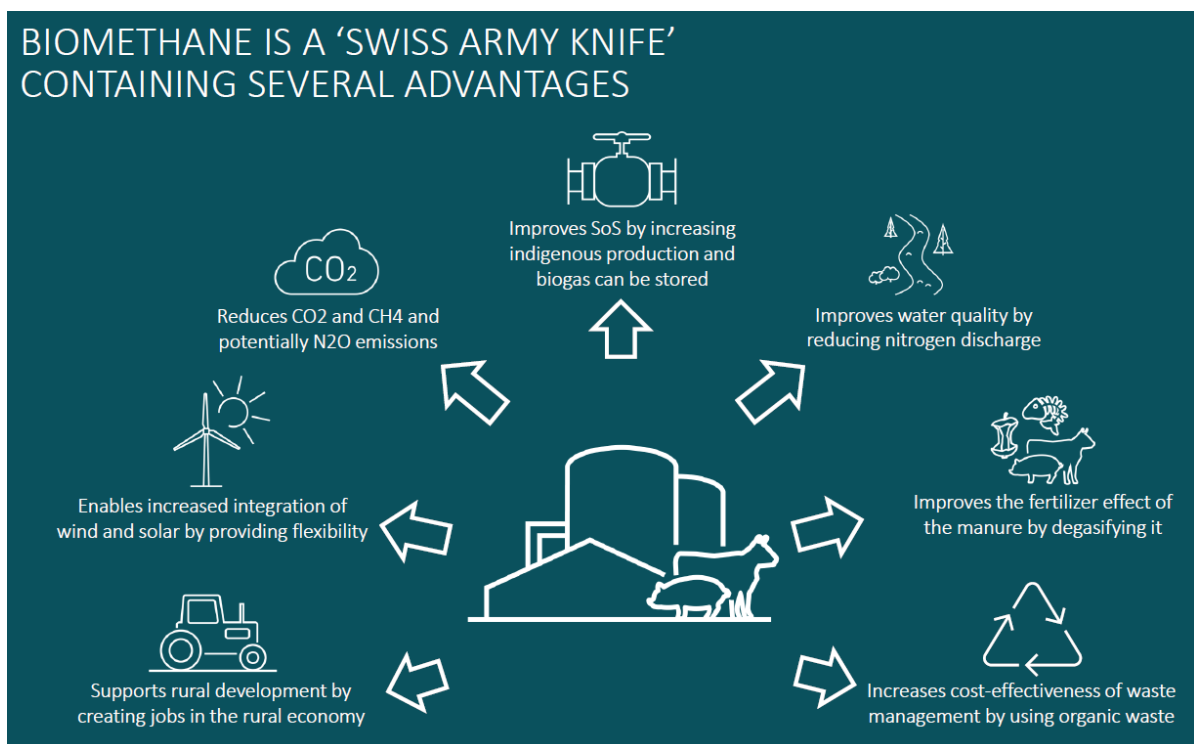 BIOMETHANE IS A ‘SWISS ARMY KNIFE’
CONTAINING SEVERAL ADVANTAGES
Improves SoS by increasing
indigenous production and
biogas can be stored
CO2
Reduces CO2 and CH4 and
potentially N2O emissions
Improves water quality by
reducing nitrogen discharge
Enables increased integration of
wind and solar by providing flexibility
Improves the fertilizer effect of
the manure by degasifying it
Supports rural development by
creating jobs in the rural economy
Increases cost-effectiveness of waste
management by using organic waste